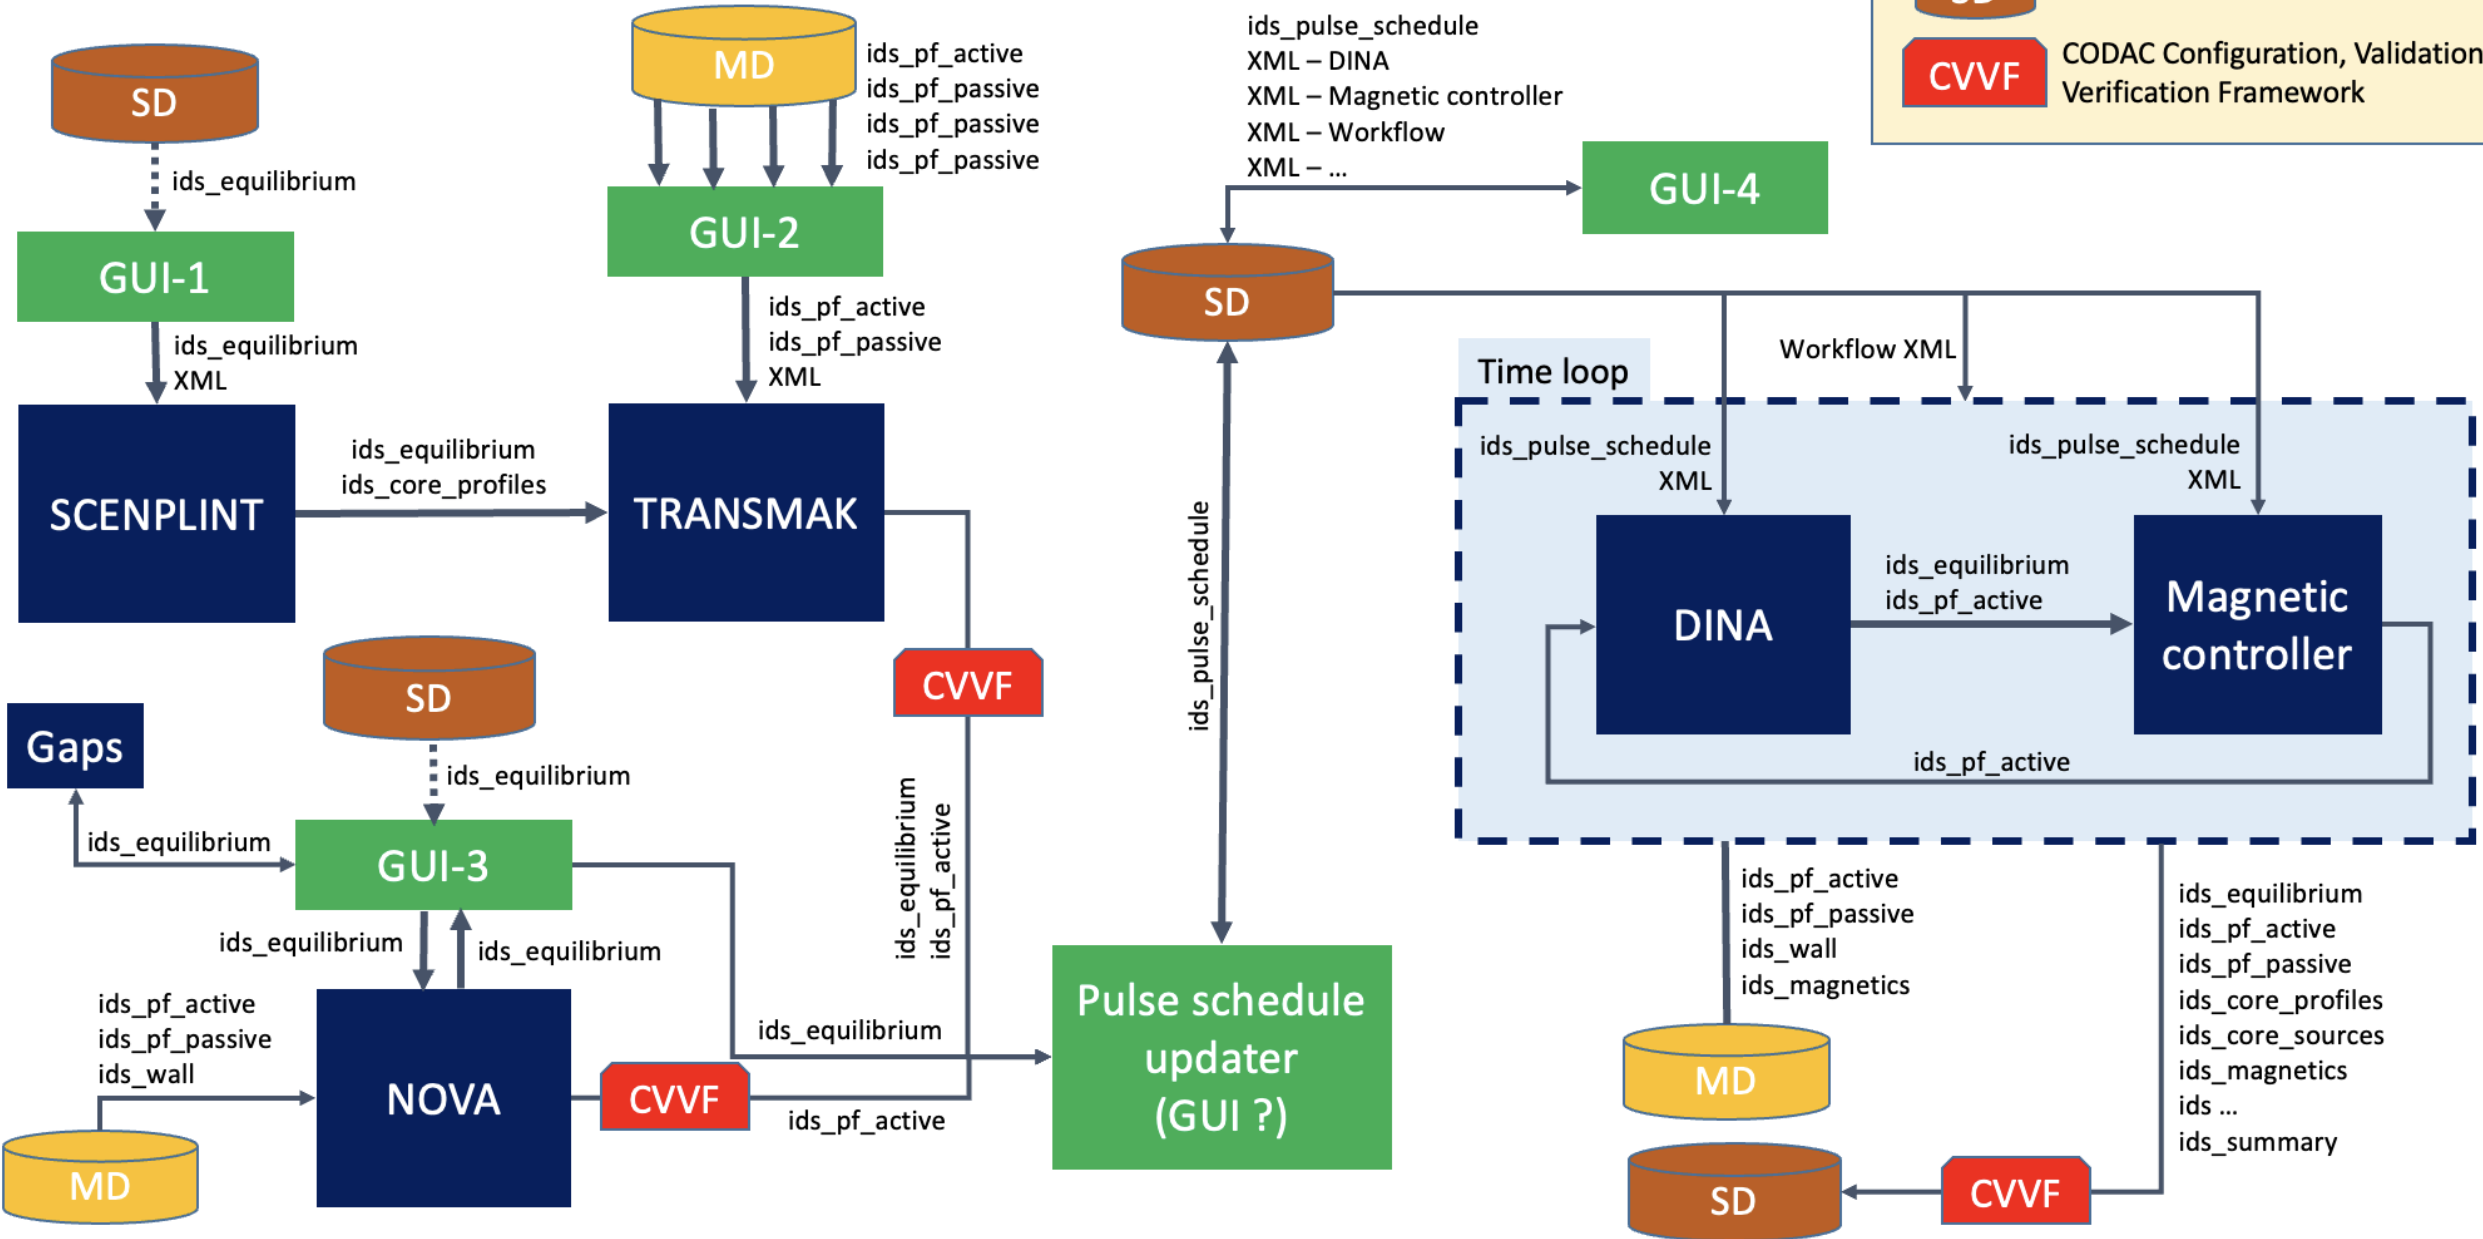 SD
ids_equilibrium
GUI-1
ids_equilibrium
XML
SCENPLINT
ids_equilibrium
ids_core_profiles
MD
ids_pf_active
ids_pf_passive
ids_pf_passive
ids_pf_passive
GUI-2
ids_pf_active
ids_pf_passive
XML
TRANSMAK
CVVF
ids_equilibrium
ids_pf_active
SD
ids_equilibrium
Gaps
ids_equilibrium
GUI-3
ids_equilibrium
ids_equilibrium
ids_pf_active
ids_pf_passive
ids_wall
MD
NOVA
CVVF
ids_pf_active
ids_equilibrium
Pulse schedule
updater
(GUI ?)
ids_pulse_schedule
SD
ids_pulse_schedule
XML – DINA
XML – Magnetic controller
XML – Workflow
XML – ...
GUI-4
SD
CVVF
CODAC Configuration, Validation
Verification Framework
Workflow XML
Time loop
ids_pulse_schedule
XML
ids_pulse_schedule
XML
DINA
ids_equilibrium
ids_pf_active
Magnetic
controller
ids_pf_active
ids_pf_active
ids_pf_passive
ids_wall
ids_magnetics
MD
ids_equilibrium
ids_pf_active
ids_pf_passive
ids_core_profiles
ids_core_sources
ids_magnetics
ids ...
ids_summary
CVVF
SD